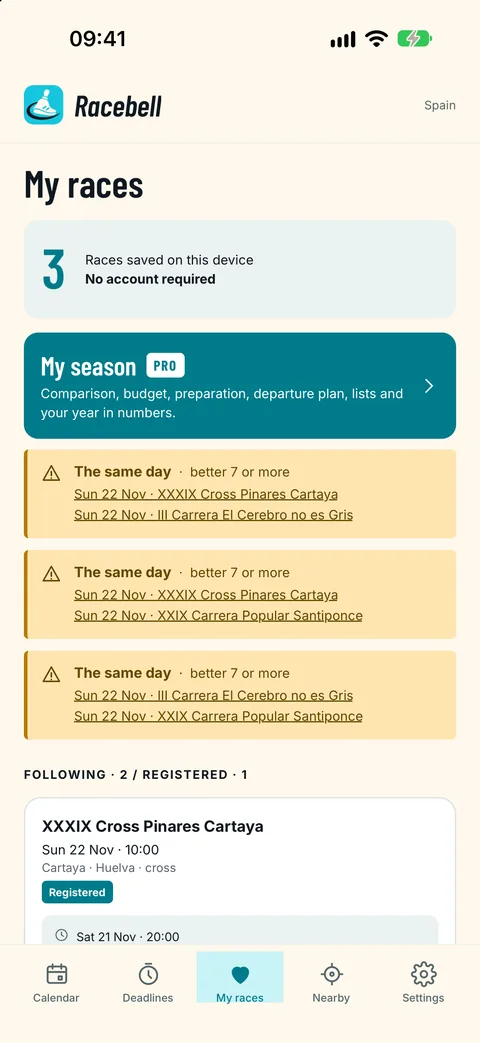 09:41
Racebell
Spain
My races
3
Races saved on this device
No account required
My season PRO
Comparison, budget, preparation, departure plan, lists and
your year in numbers.
The same day · better 7 or more
Sun 22 Nov · XXXIX Cross Pinares Cartaya
Sun 22 Nov · III Carrera El Cerebro no es Gris
The same day · better 7 or more
Sun 22 Nov · XXXIX Cross Pinares Cartaya
Sun 22 Nov · XXIX Carrera Popular Santiponce
The same day · better 7 or more
Sun 22 Nov · III Carrera El Cerebro no es Gris
Sun 22 Nov · XXIX Carrera Popular Santiponce
FOLLOWING · 2 / REGISTERED · 1
XXXIX Cross Pinares Cartaya
Sun 22 Nov · 10:00
Cartaya · Huelva · cross
Registered
Sat 21 Nov · 20:00
Calendar
Deadlines
My races
Nearby
Settings